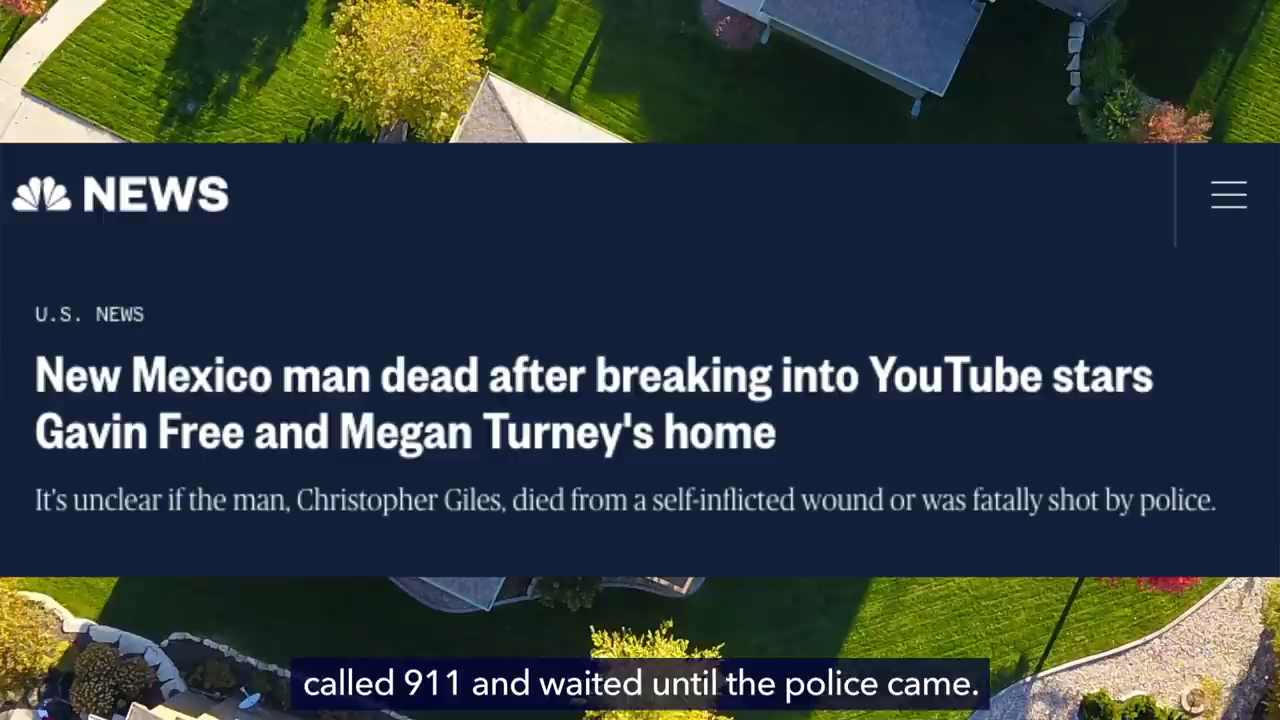 NEWS
U.S. NEWS
New Mexico man dead after breaking into YouTube stars
Gavin Free and Megan Turney's home
It's unclear if the man, Christopher Giles, died from a self-inflicted wound or was fatally shot by police.
called 911 and waited until the police came.